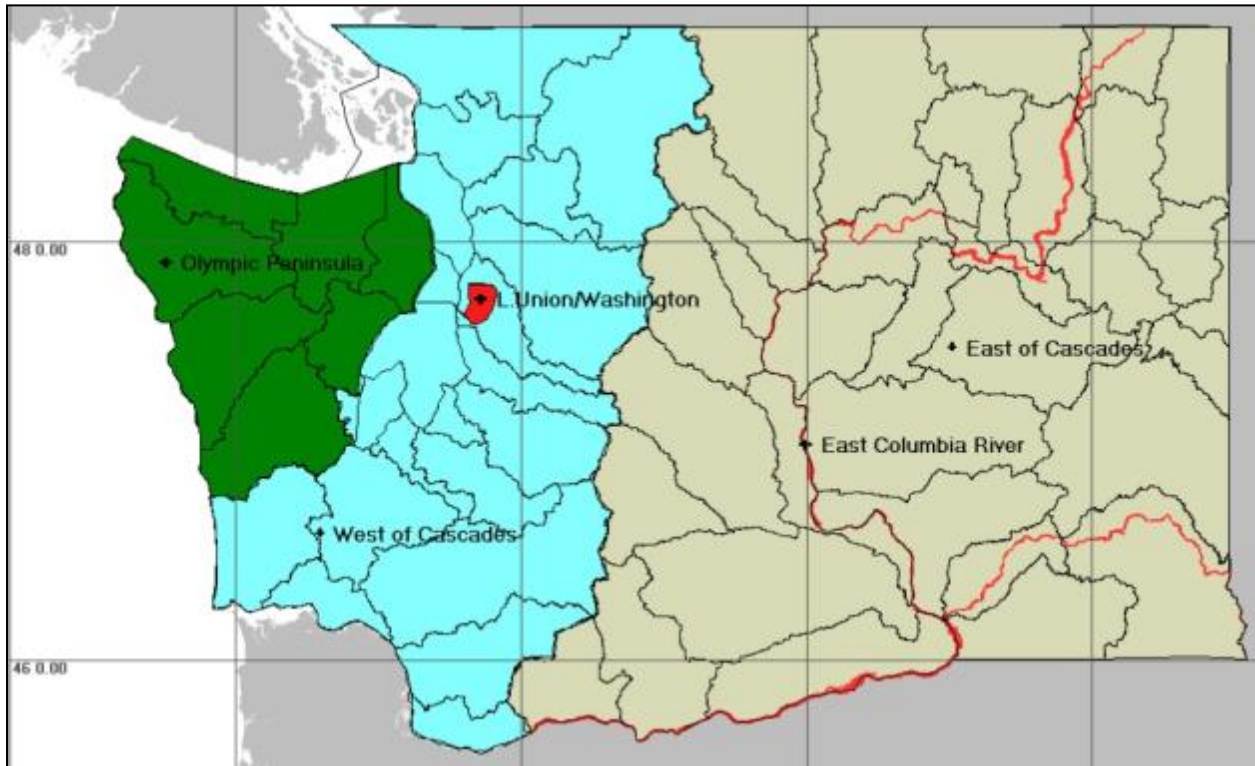 48 0.00
Olympic Peninsula
L.Union/Washington
East of Cascades
East Columbia River
West of Cascades
46 0.00